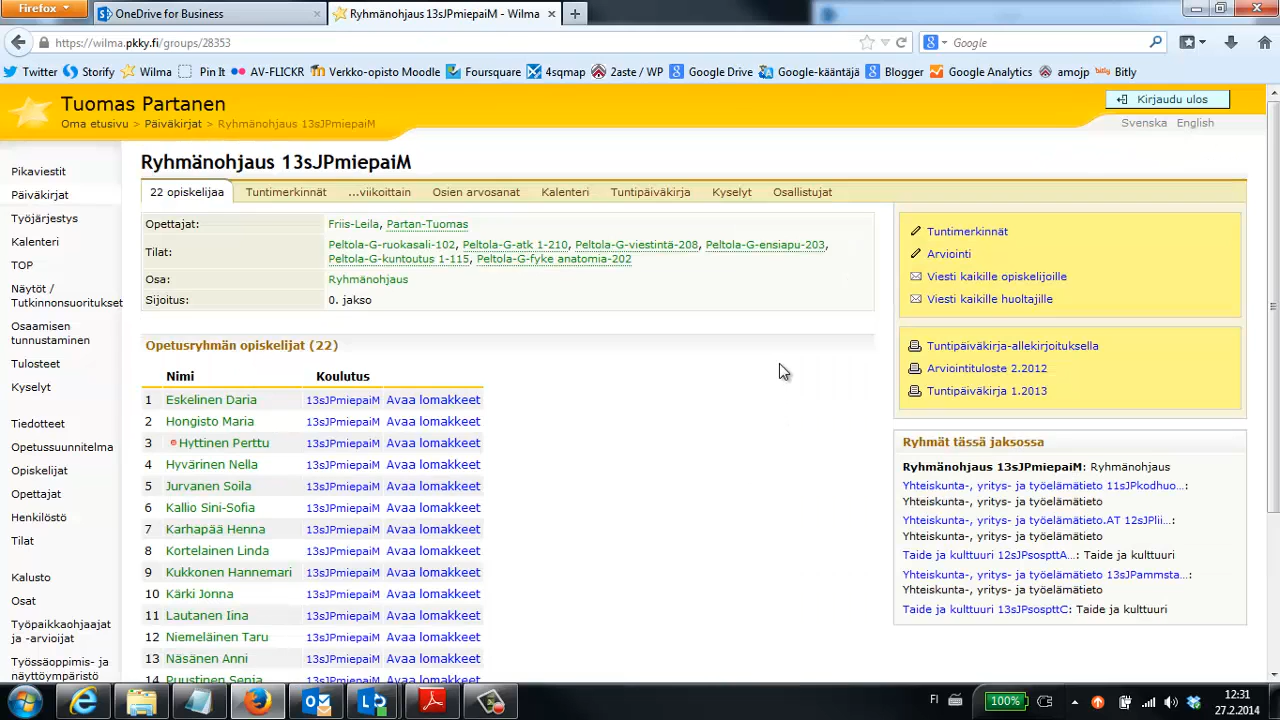 Firefox
OneDrive for Business
Ryhmänohjaus 13sJPmiepaiM - Wilma
https://wilma.pkky.fi/groups/28353
Google
Twitter Storify Wilma Pin It AV-FLICKR Verkko-opisto Moodle Foursquare 4sqmap 2aste / WP Google Drive Google-kääntäjä Blogger Google Analytics amojp Bitly
Tuomas Partanen
Kirjaudu ulos
Oma etusivu > Päiväkirjat > Ryhmänohjaus 13sJPmiepaiM
Svenska English
Pikaviestit
Päiväkirjat
Työjärjestys
Kalenteri
TOP
Näytöt /
Tutkinnonsuoritukset
Osaamisen
tunnustaminen
Tulosteet
Kyselyt
Tiedotteet
Opetussuunnitelma
Opiskelijat
Opettajat
Henkilöstö
Tilat
Kalusto
Osat
Työpaikkaohjaajat
ja -arvioijat
Työssäoppimis- ja
näyttöympäristö
Ryhmänohjaus 13sJPmiepaiM
22 opiskelijaa Tuntimerkinnät ...viikoittain Osien arvosanat Kalenteri Tuntipäiväkirja Kyselyt Osallistujat
Opettajat: Friis-Leila, Partan-Tuomas
Tilat: Peltola-G-ruokasali-102, Peltola-G-atk 1-210, Peltola-G-viestintä-208, Peltola-G-ensiapu-203,
Peltola-G-kuntoutus 1-115, Peltola-G-fyke anatomia-202
Osa: Ryhmänohjaus
Sijoitus: 0. jakso
Opetusryhmän opiskelijat (22)
Nimi Koulutus
1 Eskelinen Daria 13sJPmiepaiM Avaa lomakkeet
2 Hongisto Maria 13sJPmiepaiM Avaa lomakkeet
3 Hyttinen Perttu 13sJPmiepaiM Avaa lomakkeet
4 Hyvärinen Nella 13sJPmiepaiM Avaa lomakkeet
5 Jurvanen Soila 13sJPmiepaiM Avaa lomakkeet
6 Kallio Sini-Sofia 13sJPmiepaiM Avaa lomakkeet
7 Karhapää Henna 13sJPmiepaiM Avaa lomakkeet
8 Kortelainen Linda 13sJPmiepaiM Avaa lomakkeet
9 Kukkonen Hannemari 13sJPmiepaiM Avaa lomakkeet
10 Kärki Jonna 13sJPmiepaiM Avaa lomakkeet
11 Lautanen Iina 13sJPmiepaiM Avaa lomakkeet
12 Niemeläinen Taru 13sJPmiepaiM Avaa lomakkeet
13 Näsänen Anni 13sJPmiepaiM Avaa lomakkeet
14 Puustinen Senja 13sJPmiepaiM Avaa lomakkeet
Tuntimerkinnät
Arviointi
Viesti kaikille opiskelijoille
Viesti kaikille huoltajille
Tuntipäiväkirja-allekirjoituksella
Arviointituloste 2.2012
Tuntipäiväkirja 1.2013
Ryhmät tässä jaksossa
Ryhmänohjaus 13sJPmiepaiM: Ryhmänohjaus
Yhteiskunta-, yritys- ja työelämätieto 11sJPkodhuo...:
Yhteiskunta-, yritys- ja työelämätieto
Yhteiskunta-, yritys- ja työelämätieto.AT 12sJPlii...:
Yhteiskunta-, yritys- ja työelämätieto
Taide ja kulttuuri 12sJPsospttA...: Taide ja kulttuuri
Yhteiskunta-, yritys- ja työelämätieto 13sJPammsta...:
Yhteiskunta-, yritys- ja työelämätieto
Taide ja kulttuuri 13sJPsospttC: Taide ja kulttuuri
FI
100%
12:31
27.2.2014